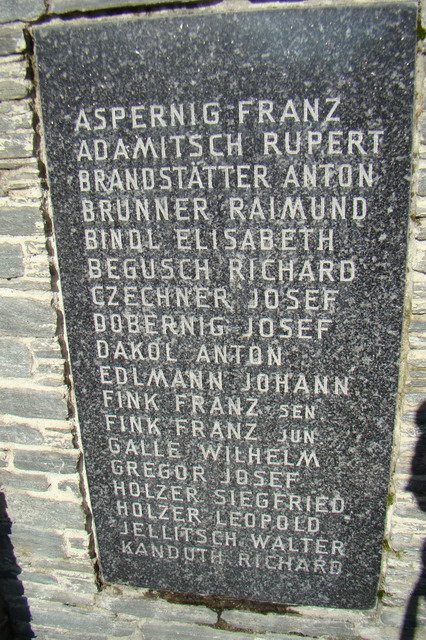 ASPERNIG FRANZ
ADAMITSCH RUPERT
BRANDSTÄTTER ANTON
BRUNNER RAIMUND
BINDL ELISABETH
BEGUSCH RICHARD
CZECHNER JOSEF
DOBERNIG JOSEF
DAKOL ANTON
EDLMANN JOHANN
FINK FRANZ SEN
FINK FRANZ JUN
GALLE WILHELM
GREGOR JOSEF
HOLZER SIEGFRIED
HOLZER LEOPOLD
JELLITSCH WALTER
KANDUTH RICHARD